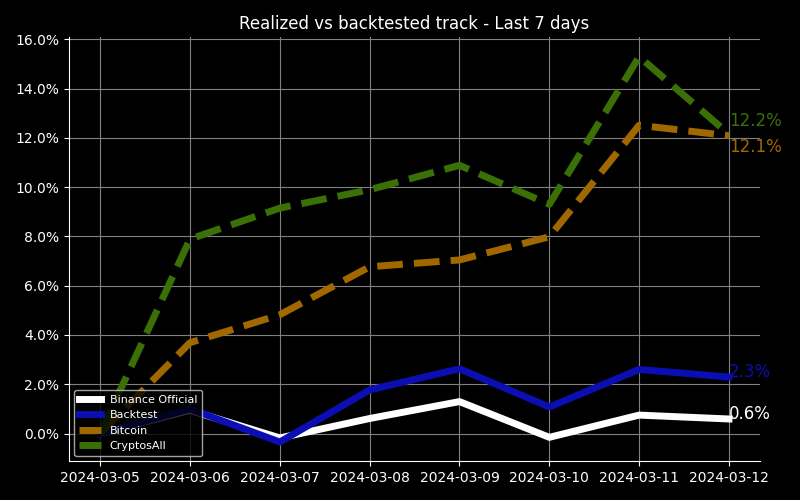 Realized vs backtested track - Last 7 days
16.0%
14.0%
12.0%
10.0%
8.0%
6.0%
4.0%
2.0%
0.0%
12.2%
12.1%
2.3%
0.6%
Binance Official
Backtest
Bitcoin
CryptosAll
2024-03-05 2024-03-06 2024-03-07 2024-03-08 2024-03-09 2024-03-10 2024-03-11 2024-03-12